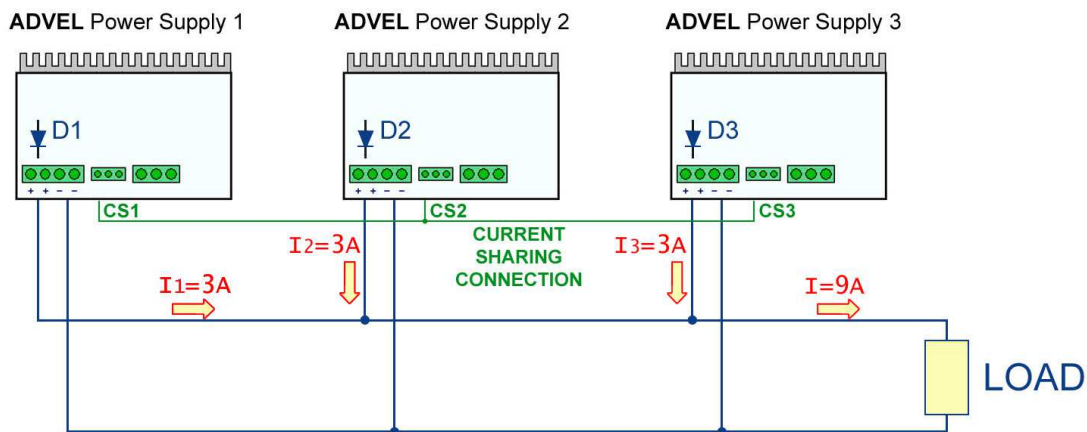 ADVEL Power Supply 1
ADVEL Power Supply 2
ADVEL Power Supply 3
D1
D2
D3
+ + − −
+ + − −
+ + − −
CS1
CS2
CS3
CURRENT
SHARING
CONNECTION
I1=3A
I2=3A
I3=3A
I=9A
LOAD